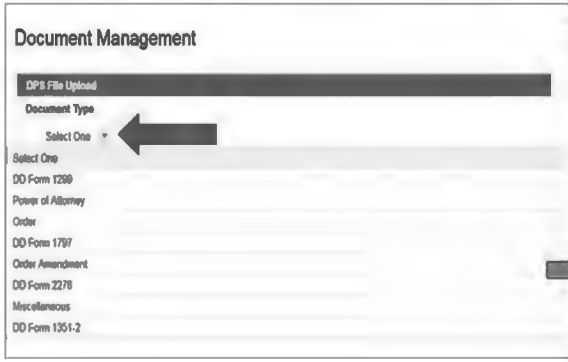 Document Management
DPS File Upload
Document Type
Select One
Select One
DD Form 1299
Power of Attorney
Order
DD Form 1797
Order Amendment
DD Form 2278
Miscellaneous
DD Form 1351-2